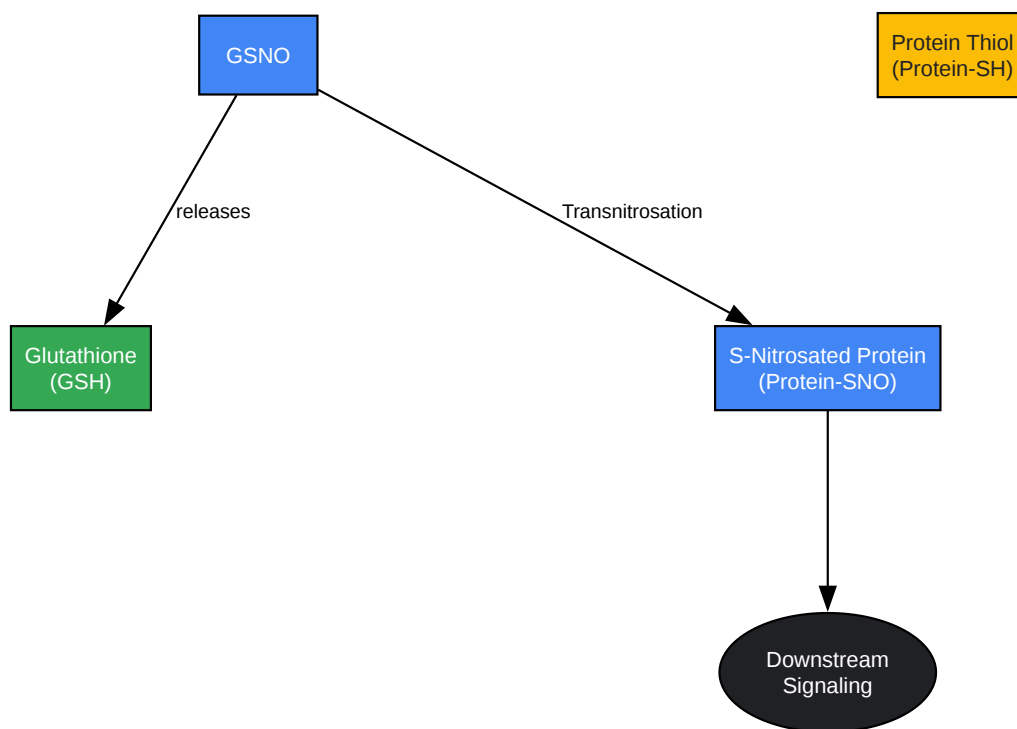 GSNO
Protein Thiol
(Protein-SH)
releases
Transnitrosation
Glutathione
(GSH)
S-Nitrosated Protein
(Protein-SNO)
Downstream
Signaling